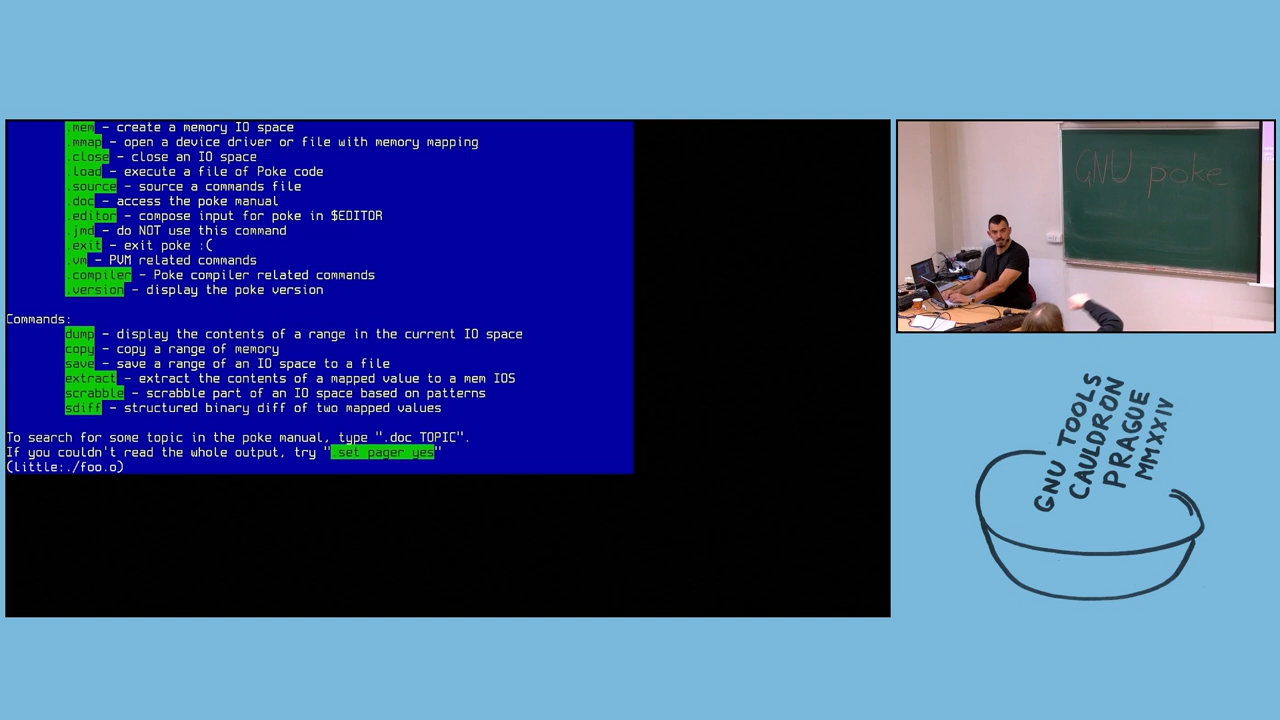 .mem – create a memory IO space
.mmap – open a device driver or file with memory mapping
.close – close an IO space
.load – execute a file of Poke code
.source – source a commands file
.doc – access the poke manual
.editor – compose input for poke in $EDITOR
.jmd – do NOT use this command
.exit – exit poke :(
.vm – PVM related commands
.compiler – Poke compiler related commands
.version – display the poke version
Commands:
dump – display the contents of a range in the current IO space
copy – copy a range of memory
save – save a range of an IO space to a file
extract – extract the contents of a mapped value to a mem IOS
scrabble – scrabble part of an IO space based on patterns
sdiff – structured binary diff of two mapped values
To search for some topic in the poke manual, type ".doc TOPIC".
If you couldn't read the whole output, try ".set pager yes"
(little:./foo.o)
GNU poke
GNU TOOLS
CAULDRON
PRAGUE
MMXXIV